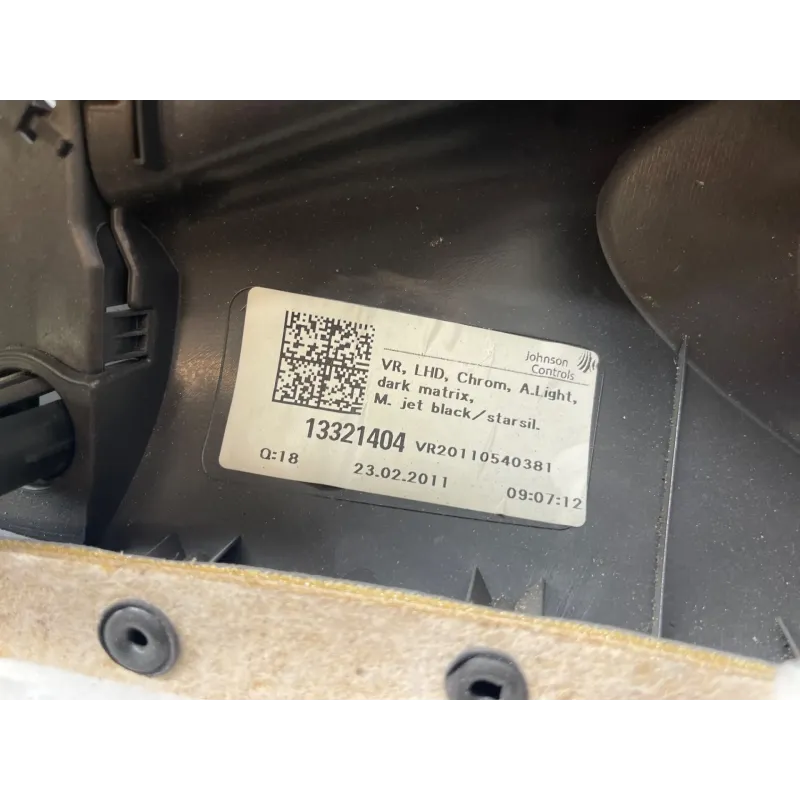 Johnson
Controls
VR, LHD, Chrom, A.Light,
dark matrix,
M. jet black/starsil.
13321404 VR20110540381
Q:18 23.02.2011 09:07:12